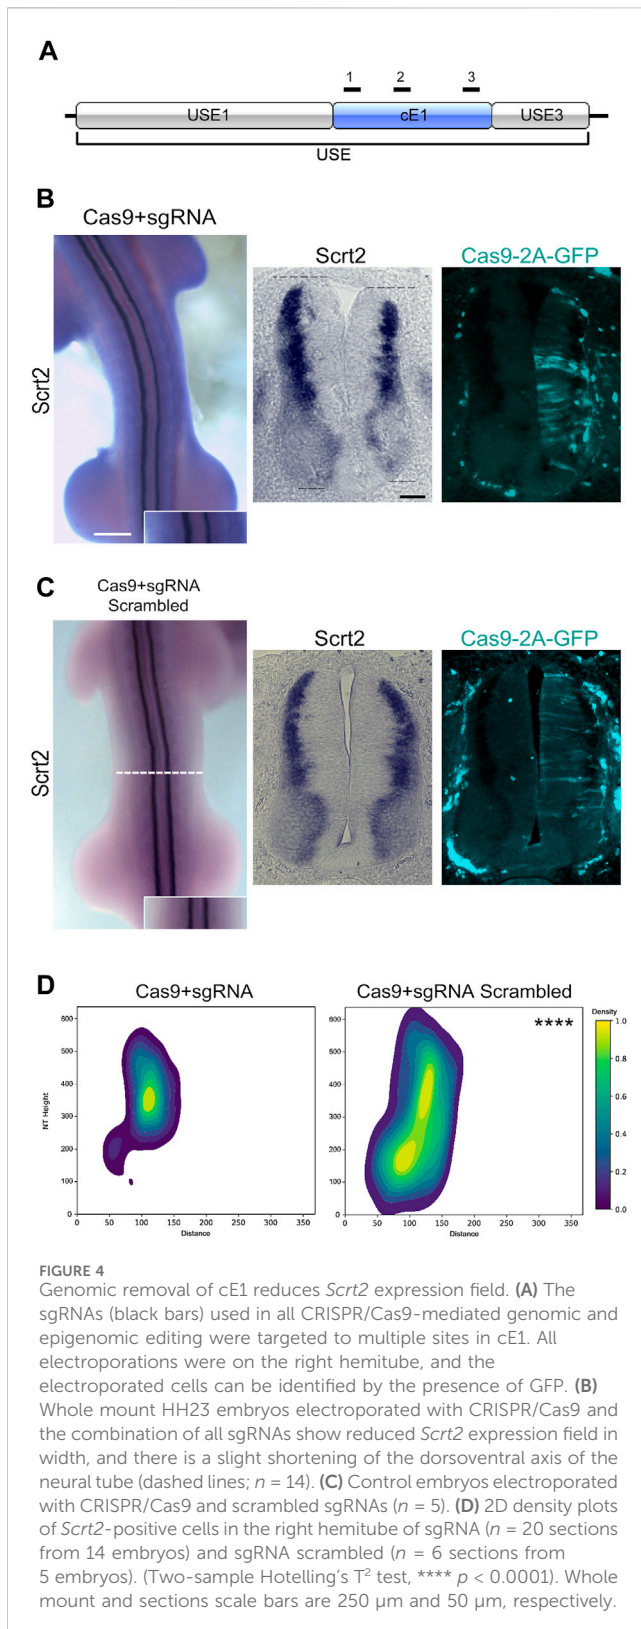 A
1 2 3
USE1 cE1 USE3
USE
B
Cas9+sgRNA
Scrt2
Cas9-2A-GFP
Scrt2
C
Cas9+sgRNA
Scrambled
Scrt2
Cas9-2A-GFP
Scrt2
D
Cas9+sgRNA
Cas9+sgRNA Scrambled
****
Density
1.0
0.8
0.6
0.4
0.2
0.0
NT Height
600
500
400
300
200
100
0
0 50 100 150 200 250 300 350
Distance
600
500
400
300
200
100
0
0 50 100 150 200 250 300 350
Distance
FIGURE 4
Genomic removal of cE1 reduces Scrt2 expression field. (A) The
sgRNAs (black bars) used in all CRISPR/Cas9-mediated genomic and
epigenomic editing were targeted to multiple sites in cE1. All
electroporations were on the right hemitube, and the
electroporated cells can be identified by the presence of GFP. (B)
Whole mount HH23 embryos electroporated with CRISPR/Cas9 and
the combination of all sgRNAs show reduced Scrt2 expression field in
width, and there is a slight shortening of the dorsoventral axis of the
neural tube (dashed lines; n = 14). (C) Control embryos electroporated
with CRISPR/Cas9 and scrambled sgRNAs (n = 5). (D) 2D density plots
of Scrt2-positive cells in the right hemitube of sgRNA (n = 20 sections
from 14 embryos) and sgRNA scrambled (n = 6 sections from
5 embryos). (Two-sample Hotelling's T² test, **** p < 0.0001). Whole
mount and sections scale bars are 250 µm and 50 µm, respectively.